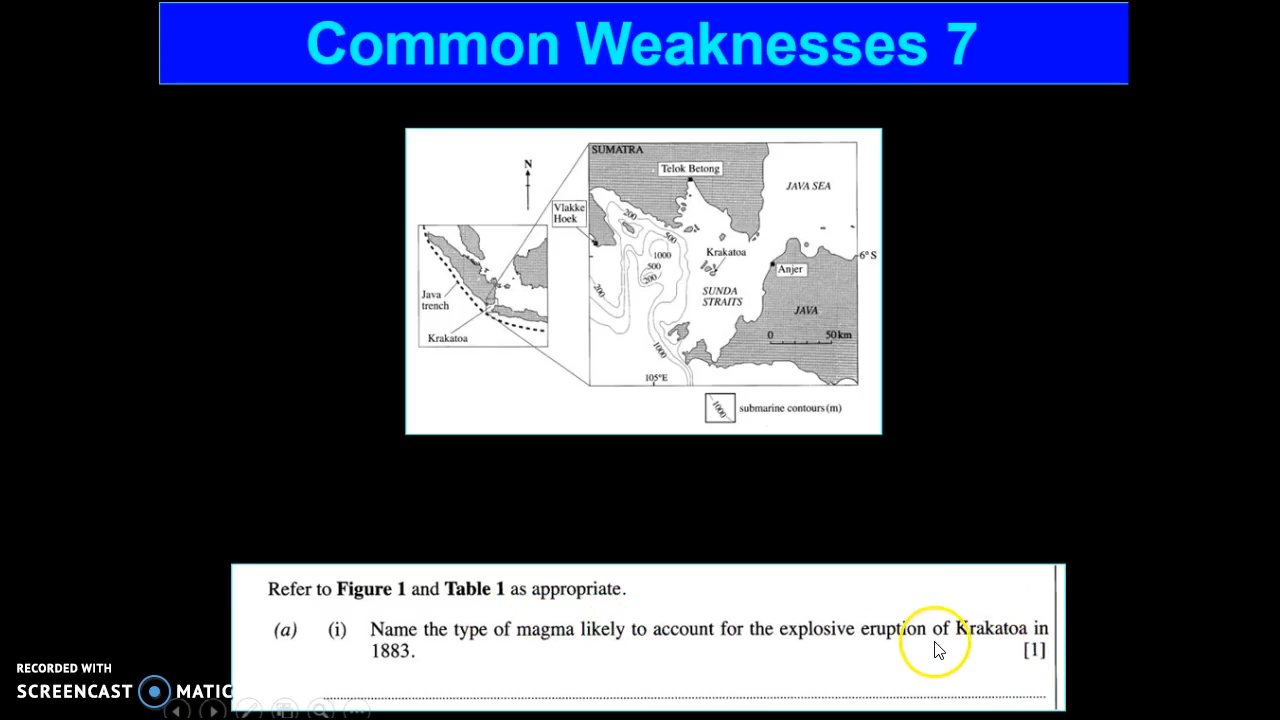 Common Weaknesses 7
SUMATRA
N
Telok Betong
JAVA SEA
Vlakke
Hoek
200
500
1000
Krakatoa
6° S
500
200
Anjer
Java
trench
200
SUNDA
STRAITS
JAVA
Krakatoa
0 50 km
1000
105°E
1000
submarine contours (m)
Refer to Figure 1 and Table 1 as appropriate.
(a) (i) Name the type of magma likely to account for the explosive eruption of Krakatoa in
1883. [1]
RECORDED WITH
SCREENCAST MATIC